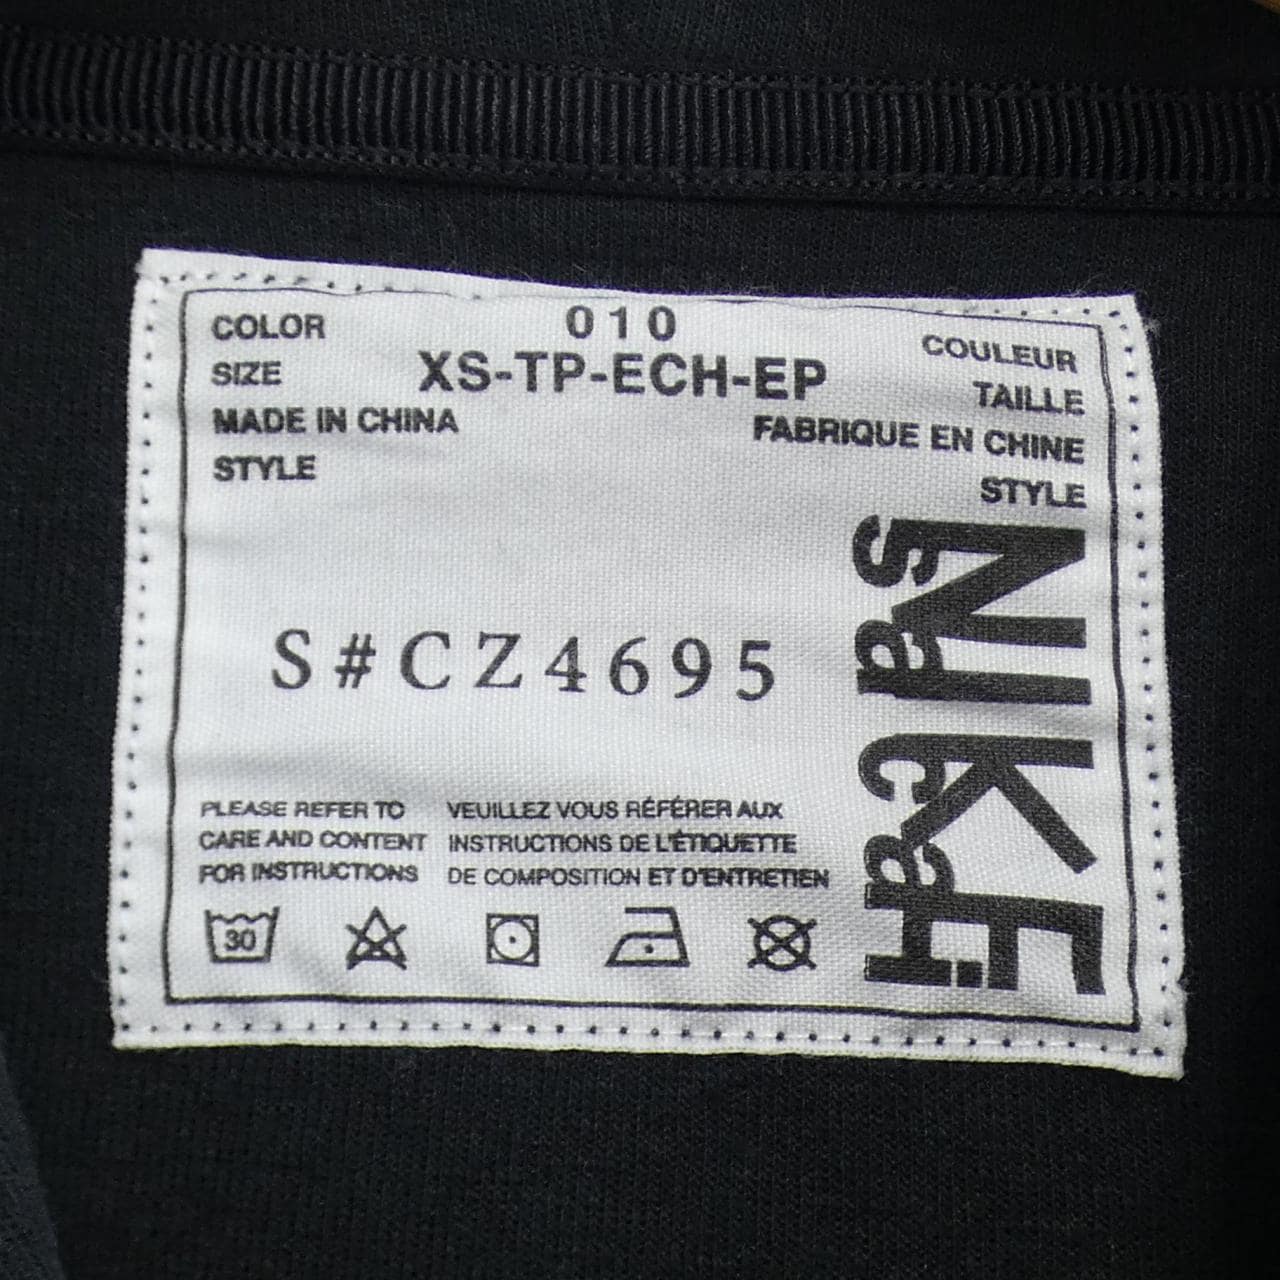 COLOR 010 COULEUR
SIZE XS-TP-ECH-EP TAILLE
MADE IN CHINA FABRIQUE EN CHINE
STYLE STYLE
S#CZ4695
NIKE
sacai
PLEASE REFER TO VEUILLEZ VOUS RÉFÉRER AUX
CARE AND CONTENT INSTRUCTIONS DE L'ÉTIQUETTE
FOR INSTRUCTIONS DE COMPOSITION ET D'ENTRETIEN
30